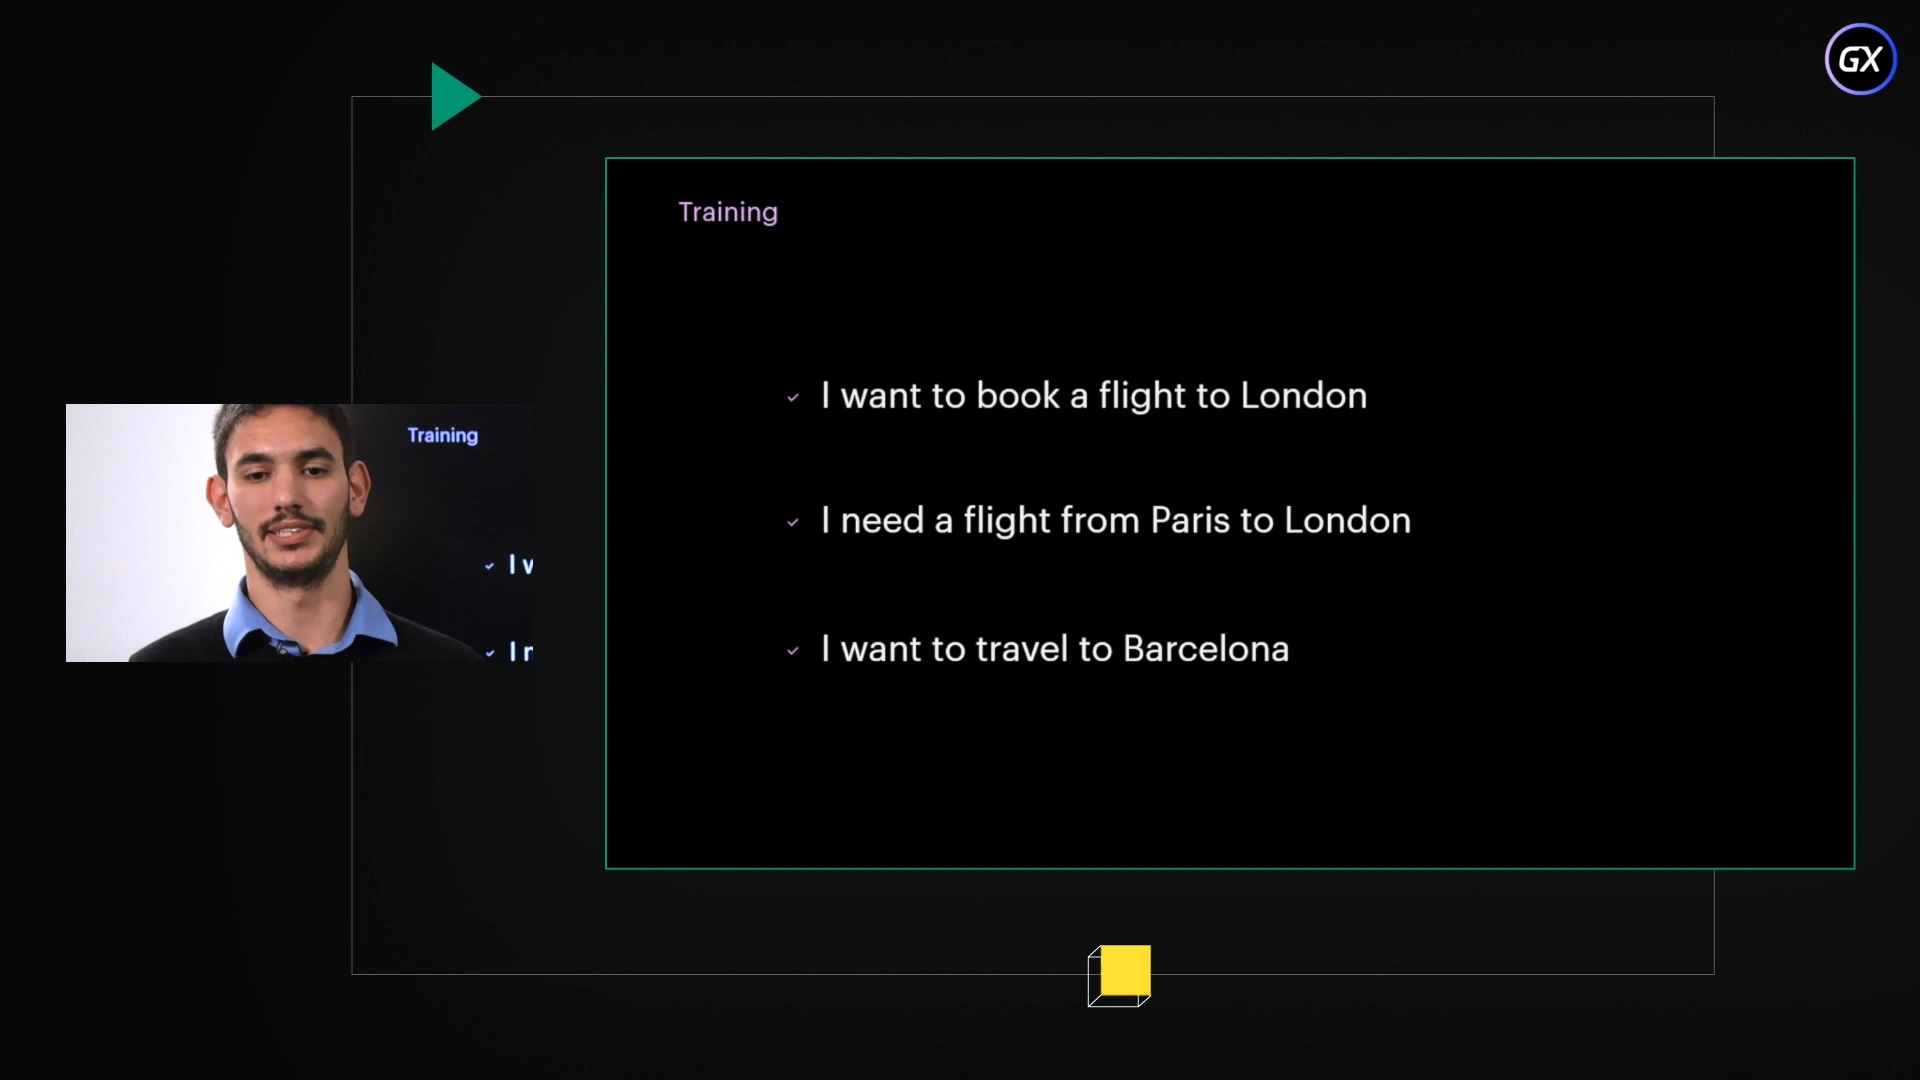 GX
Training
I want to book a flight to London
I need a flight from Paris to London
I want to travel to Barcelona
Training
I w
I n